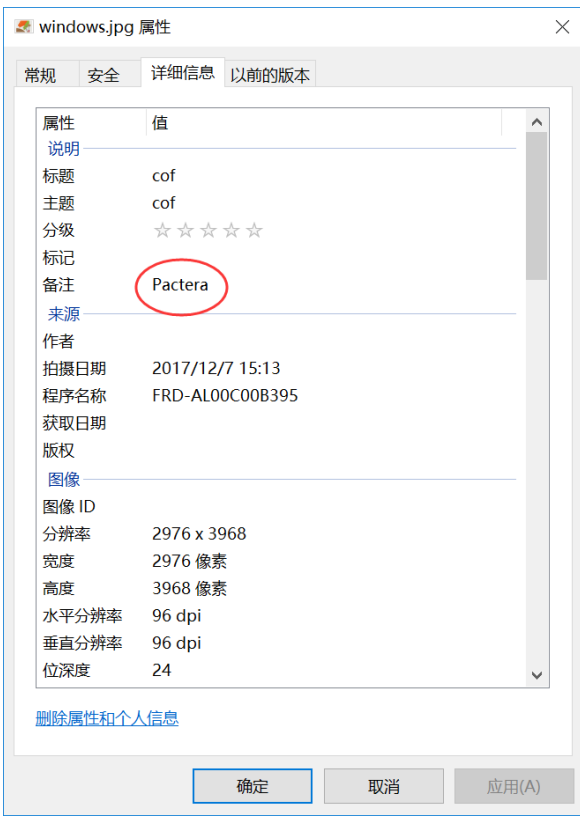 windows.jpg 属性
常规 安全 详细信息 以前的版本
属性 值
说明
标题 cof
主题 cof
分级
标记
备注 Pactera
来源
作者
拍摄日期 2017/12/7 15:13
程序名称 FRD-AL00C00B395
获取日期
版权
图像
图像 ID
分辨率 2976 x 3968
宽度 2976 像素
高度 3968 像素
水平分辨率 96 dpi
垂直分辨率 96 dpi
位深度 24
删除属性和个人信息
确定 取消 应用(A)